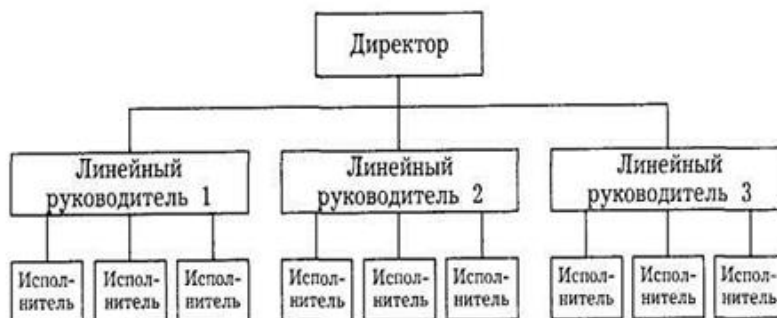 Директор
Линейный
руководитель 1
Линейный
руководитель 2
Линейный
руководитель 3
Испол-
нитель
Испол-
нитель
Испол-
нитель
Испол-
нитель
Испол-
нитель
Испол-
нитель
Испол-
нитель
Испол-
нитель
Испол-
нитель